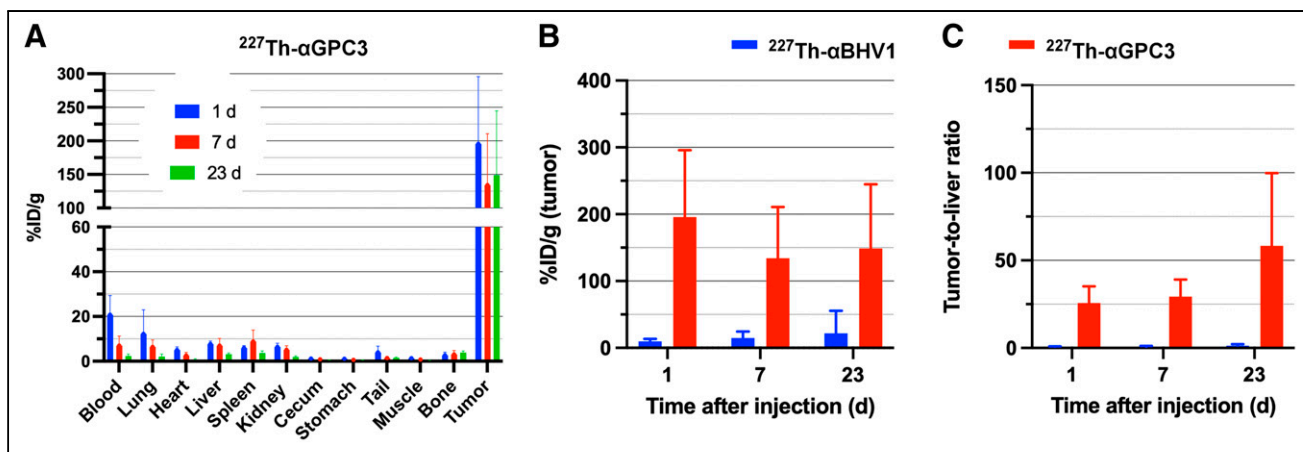 A
²²⁷Th-αGPC3
%ID/g
300
250
200
150
100
60
40
20
0
1 d
7 d
23 d
Blood
Lung
Heart
Liver
Spleen
Kidney
Cecum
Stomach
Tail
Muscle
Bone
Tumor
B
²²⁷Th-αBHV1
%ID/g (tumor)
400
300
200
100
0
1 7 23
Time after injection (d)
C
²²⁷Th-αGPC3
Tumor-to-liver ratio
150
100
50
0
1 7 23
Time after injection (d)